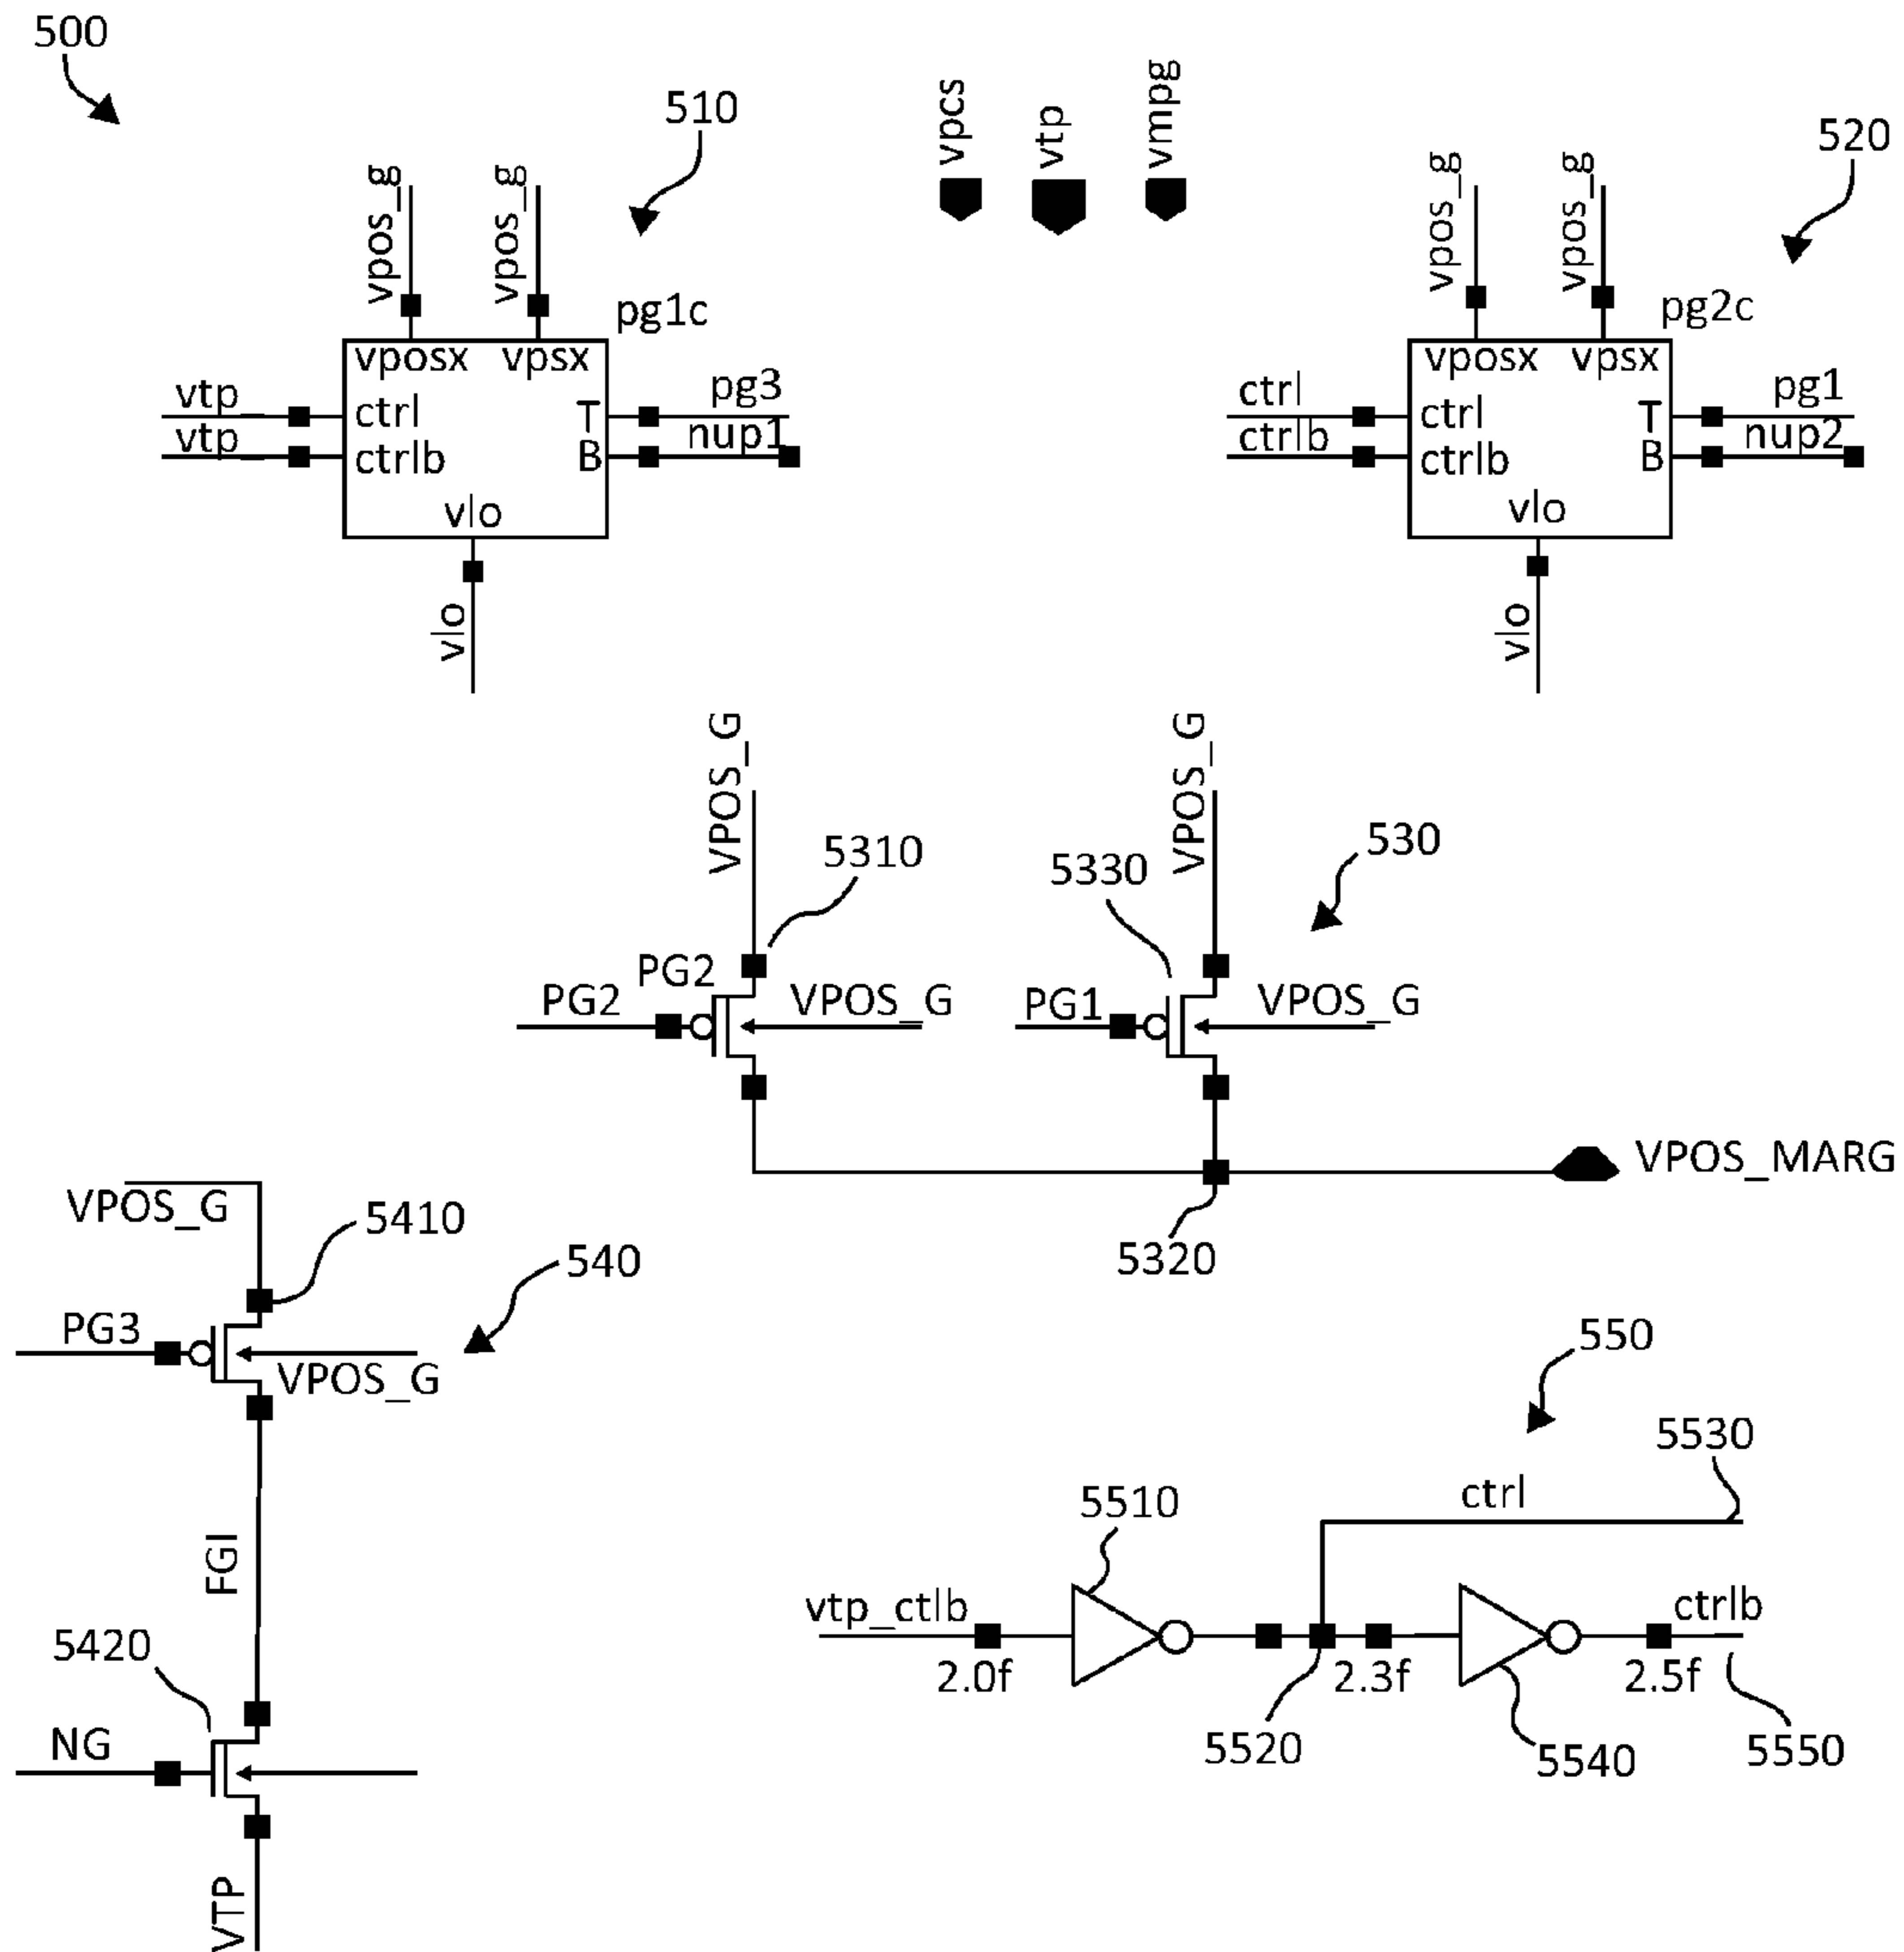 500
510
vpcs
vtp
vmpg
520
vpos_g
vpos_g
pg1c
vposx
vpsx
vtp_
ctrl
T
pg3
vtp_
ctrlb
B
nup1
vlo
vlo
vpos_g
vpos_g
pg2c
vposx
vpsx
ctrl
ctrl
T
pg1
ctrlb
ctrlb
B
nup2
vlo
vlo
VPOS_G
VPOS_G
5310
5330
530
PG2
PG2
VPOS_G
PG1
VPOS_G
VPOS_MARG
5320
VPOS_G
5410
540
PG3
VPOS_G
FGI
5420
NG
VTP
550
5530
ctrl
5510
vtp_ctlb
ctrlb
2.0f
2.3f
2.5f
5520
5540
5550